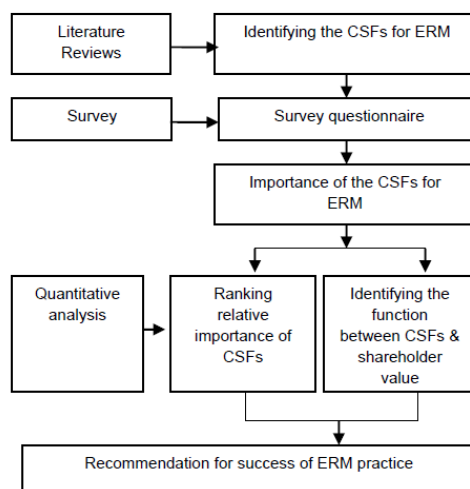 Literature
Reviews
Identifying the CSFs for ERM
Survey
Survey questionnaire
Importance of the CSFs for
ERM
Quantitative
analysis
Ranking
relative
importance of
CSFs
Identifying the
function
between CSFs &
shareholder
value
Recommendation for success of ERM practice